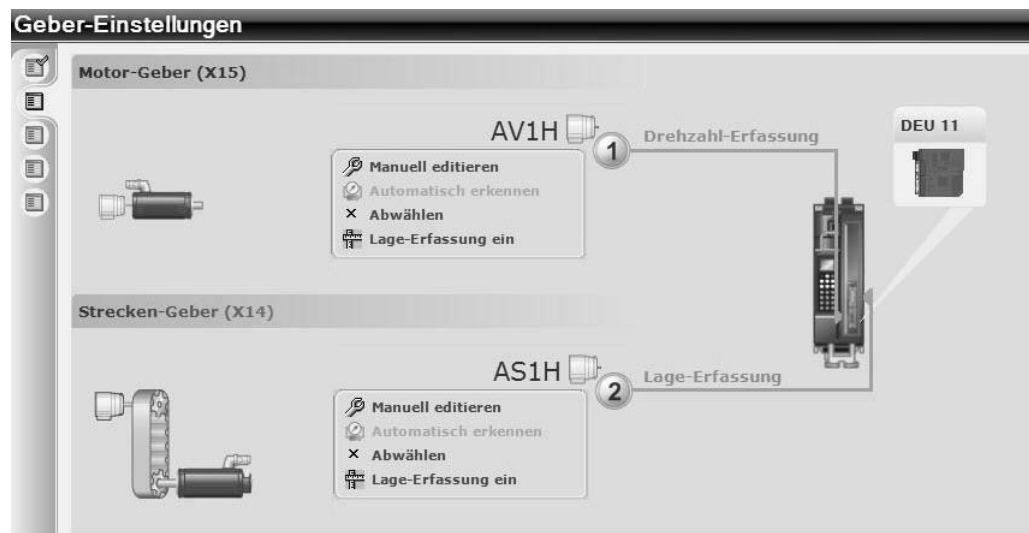 Geber-Einstellungen
Motor-Geber (X15)
AV1H
1
Drehzahl-Erfassung
DEU 11
Manuell editieren
Automatisch erkennen
Abwählen
Lage-Erfassung ein
Strecken-Geber (X14)
AS1H
2
Lage-Erfassung
Manuell editieren
Automatisch erkennen
Abwählen
Lage-Erfassung ein